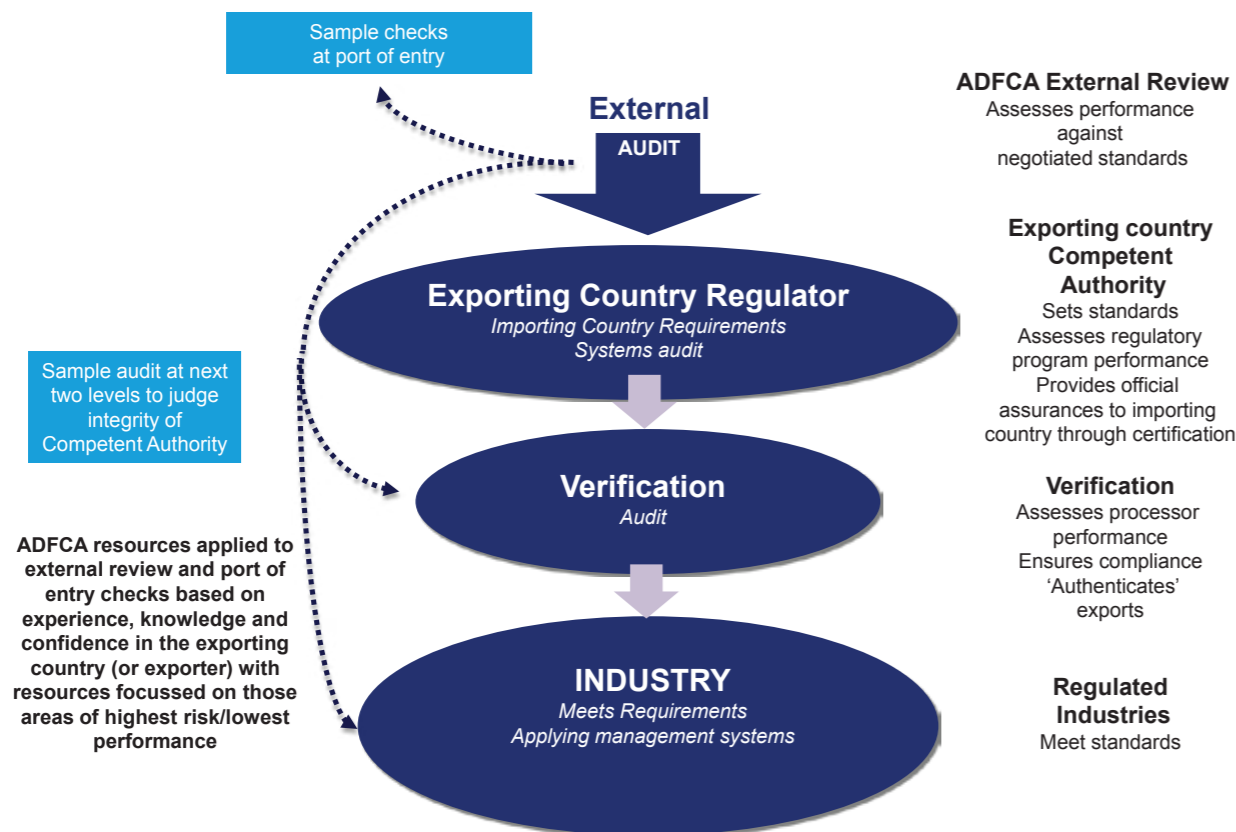 Sample checks
at port of entry
External
AUDIT
ADFCA External Review
Assesses performance
against
negotiated standards
Exporting Country Regulator
Importing Country Requirements
Systems audit
Exporting country
Competent
Authority
Sets standards
Assesses regulatory
program performance
Provides official
assurances to importing
country through certification
Sample audit at next
two levels to judge
integrity of
Competent Authority
Verification
Audit
Verification
Assesses processor
performance
Ensures compliance
‘Authenticates’
exports
ADFCA resources applied to
external review and port of
entry checks based on
experience, knowledge and
confidence in the exporting
country (or exporter) with
resources focussed on those
areas of highest risk/lowest
performance
INDUSTRY
Meets Requirements
Applying management systems
Regulated
Industries
Meet standards